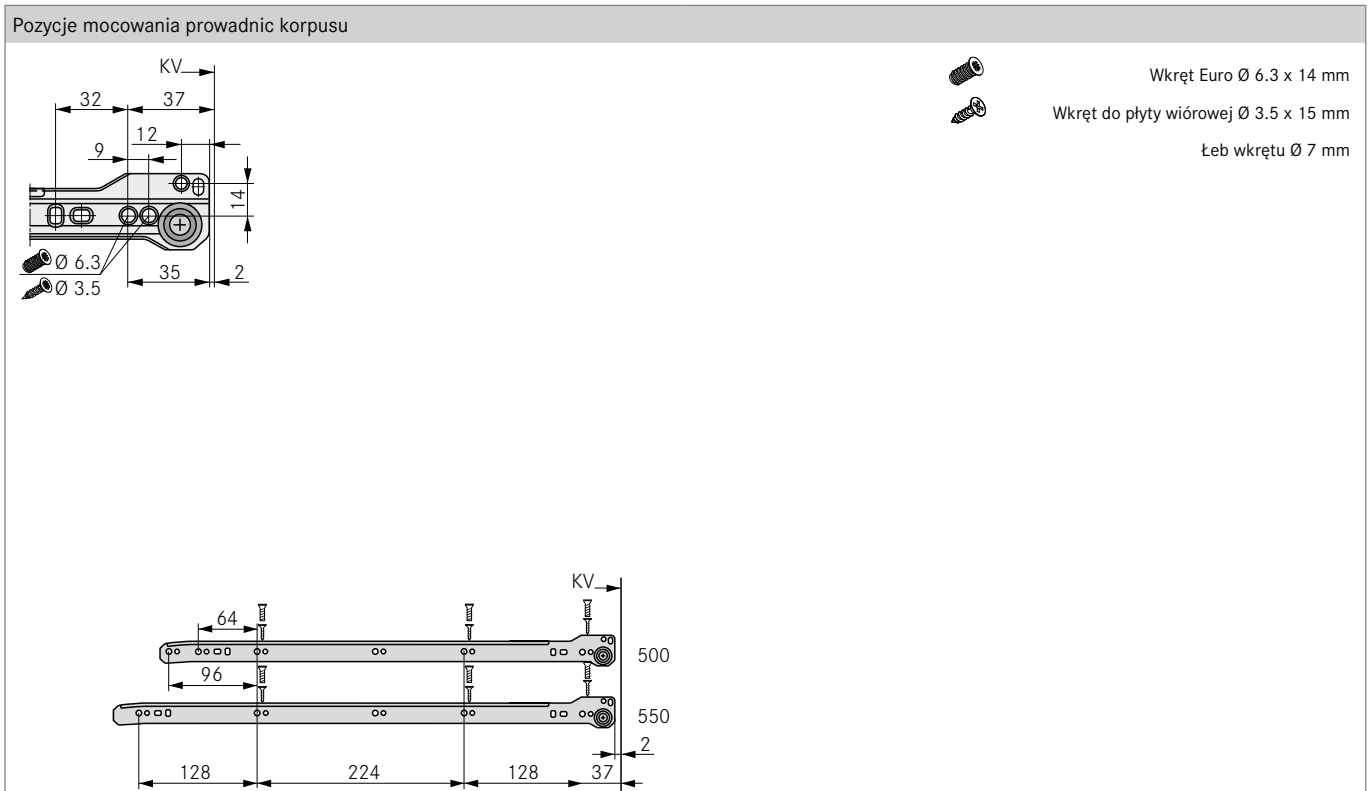 Pozycje mocowania prowadnic korpusu
KV
32
37
12
9
14
Ø 6.3
Ø 3.5
35
2
Wkręt Euro Ø 6.3 x 14 mm
Wkręt do płyty wiórowej Ø 3.5 x 15 mm
Łeb wkrętu Ø 7 mm
KV
64
500
96
550
2
128
224
128
37